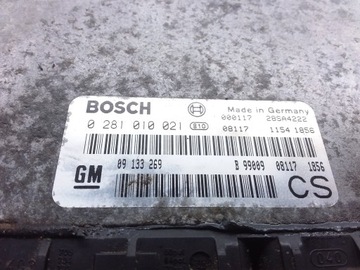 BOSCH Made in Germany
000117 28SA4222
0 281 010 021 e10 08117 1154 1856
GM 09 133 269 B 99009 08117 1856
CS